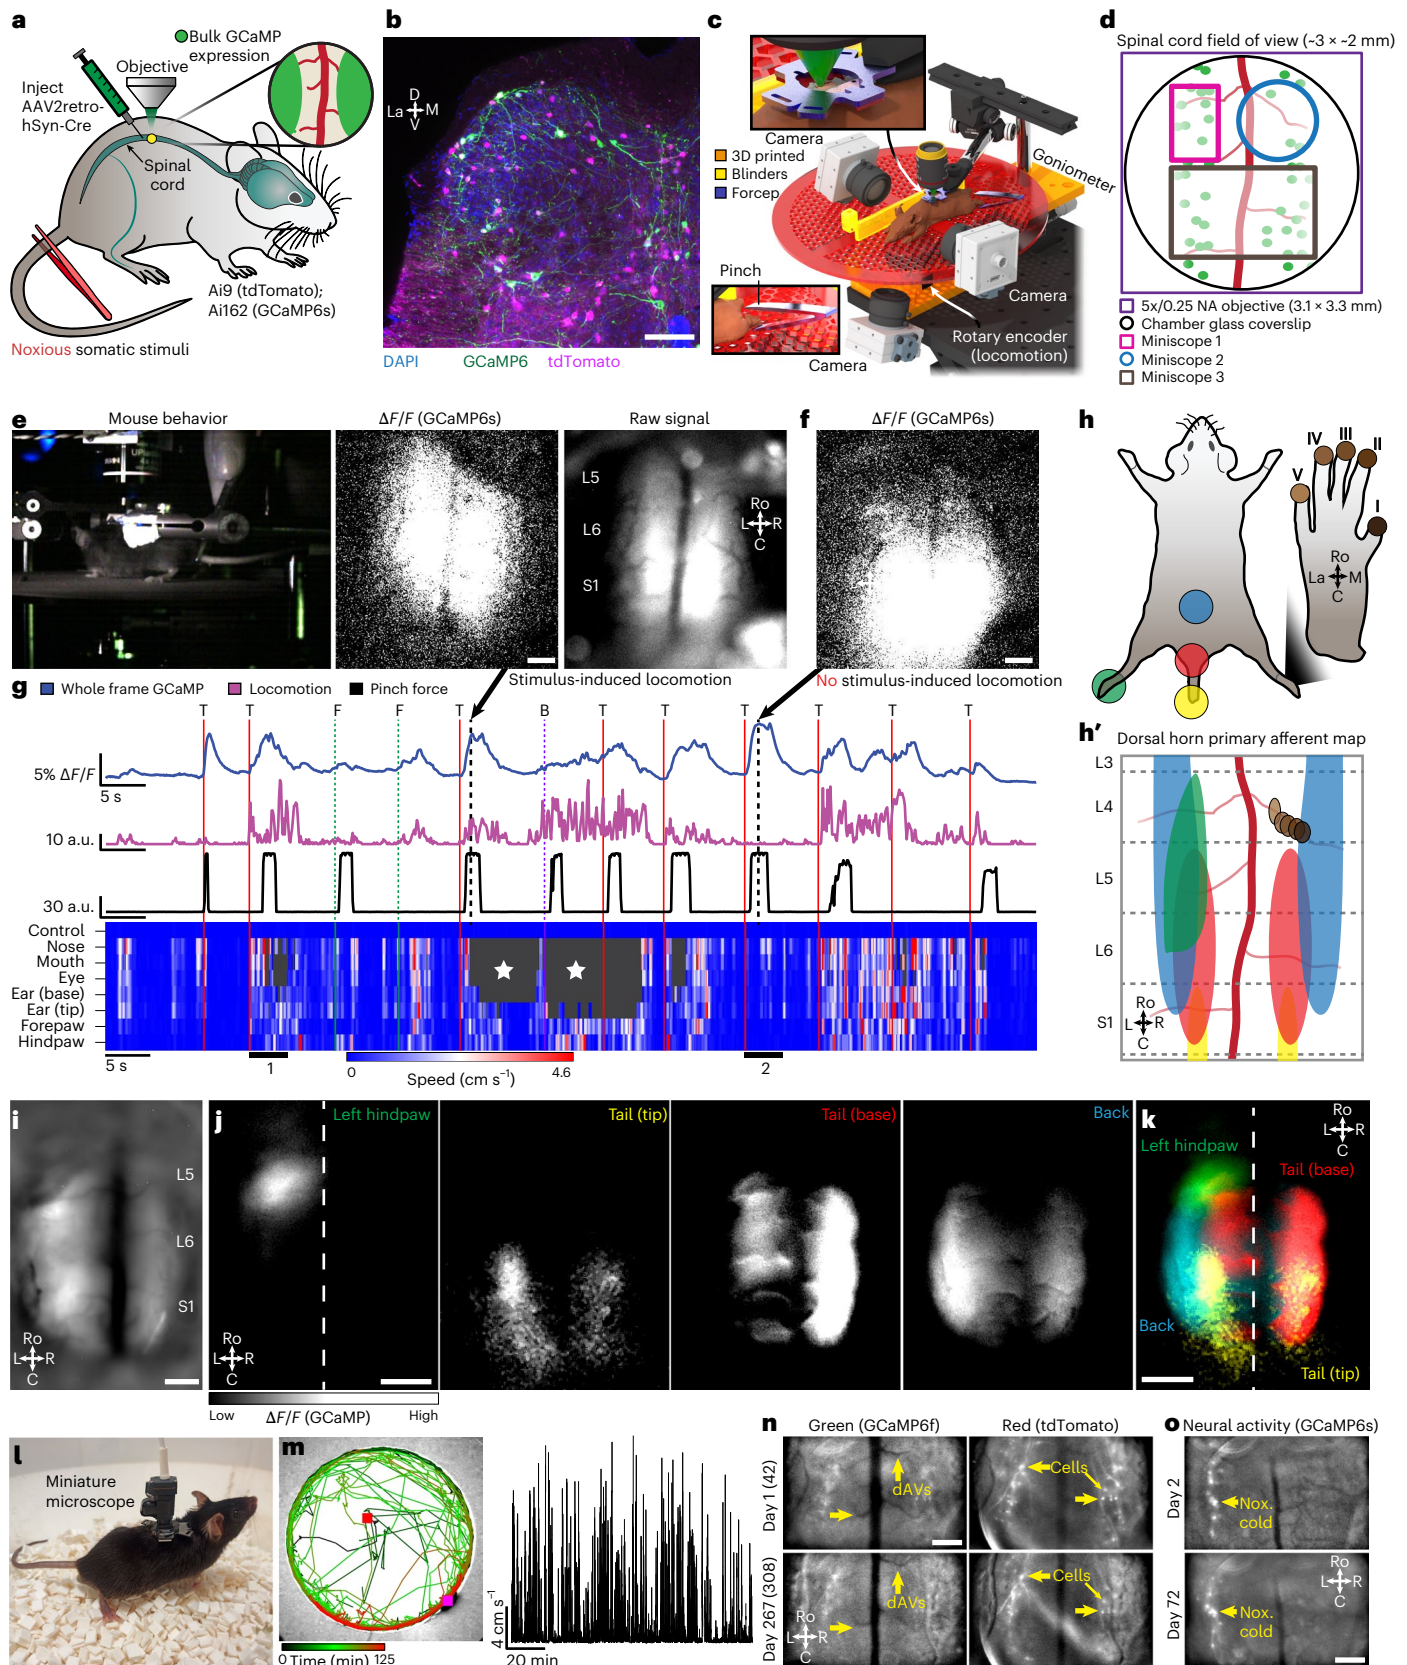 a
Bulk GCaMP
expression
Objective
Inject
AAV2retro-
hSyn-Cre
Spinal
cord
Ai9 (tdTomato);
Ai162 (GCaMP6s)
Noxious somatic stimuli
b
D
La M
V
DAPI GCaMP6 tdTomato
c
Camera
3D printed
Blinders
Forcep
Goniometer
Pinch
Camera
Rotary encoder
(locomotion)
Camera
d
Spinal cord field of view (~3 × ~2 mm)
5x/0.25 NA objective (3.1 × 3.3 mm)
Chamber glass coverslip
Miniscope 1
Miniscope 2
Miniscope 3
e
Mouse behavior
ΔF/F (GCaMP6s)
Raw signal
L5
L6
S1
Ro
L R
C
Stimulus-induced locomotion
f
ΔF/F (GCaMP6s)
No stimulus-induced locomotion
g
Whole frame GCaMP
Locomotion
Pinch force
T T F F T B T T T T T T
5% ΔF/F
5 s
10 a.u.
30 a.u.
Control
Nose
Mouth
Eye
Ear (base)
Ear (tip)
Forepaw
Hindpaw
5 s
1
0 4.6
Speed (cm s⁻¹)
2
h
V IV III II I
Ro
La M
C
h′
Dorsal horn primary afferent map
L3
L4
L5
L6
S1
Ro
L R
C
i
L5
L6
S1
Ro
L R
C
j
Left hindpaw
Tail (tip)
Tail (base)
Back
Ro
L R
C
Low ΔF/F (GCaMP) High
k
Ro
L R
C
Left hindpaw
Tail (base)
Back
Tail (tip)
l
Miniature
microscope
m
0 Time (min) 125
4 cm s⁻¹
20 min
n
Green (GCaMP6f)
Red (tdTomato)
Day 1 (42)
dAVs
Cells
Day 267 (308)
dAVs
Cells
Ro
L R
C
o
Neural activity (GCaMP6s)
Day 2
Nox.
cold
Day 72
Nox.
cold
Ro
L R
C